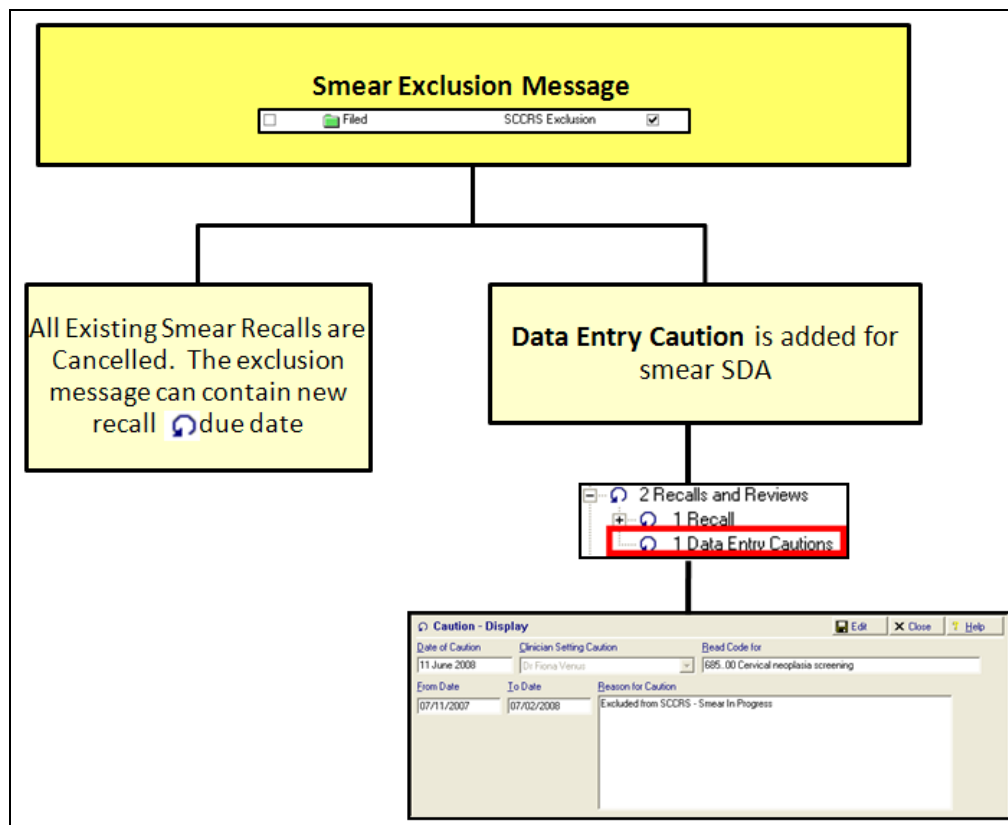 Smear Exclusion Message
Filed SCCRS Exclusion
All Existing Smear Recalls are
Cancelled. The exclusion
message can contain new
recall due date
Data Entry Caution is added for
smear SDA
2 Recalls and Reviews
1 Recall
1 Data Entry Cautions
Caution - Display Edit Close Help
Date of Caution Clinician Setting Caution Read Code for
11 June 2008 Dr Fiona Venus 685..00 Cervical neoplasia screening
From Date To Date Reason for Caution
07/11/2007 07/02/2008 Excluded from SCCRS - Smear In Progress